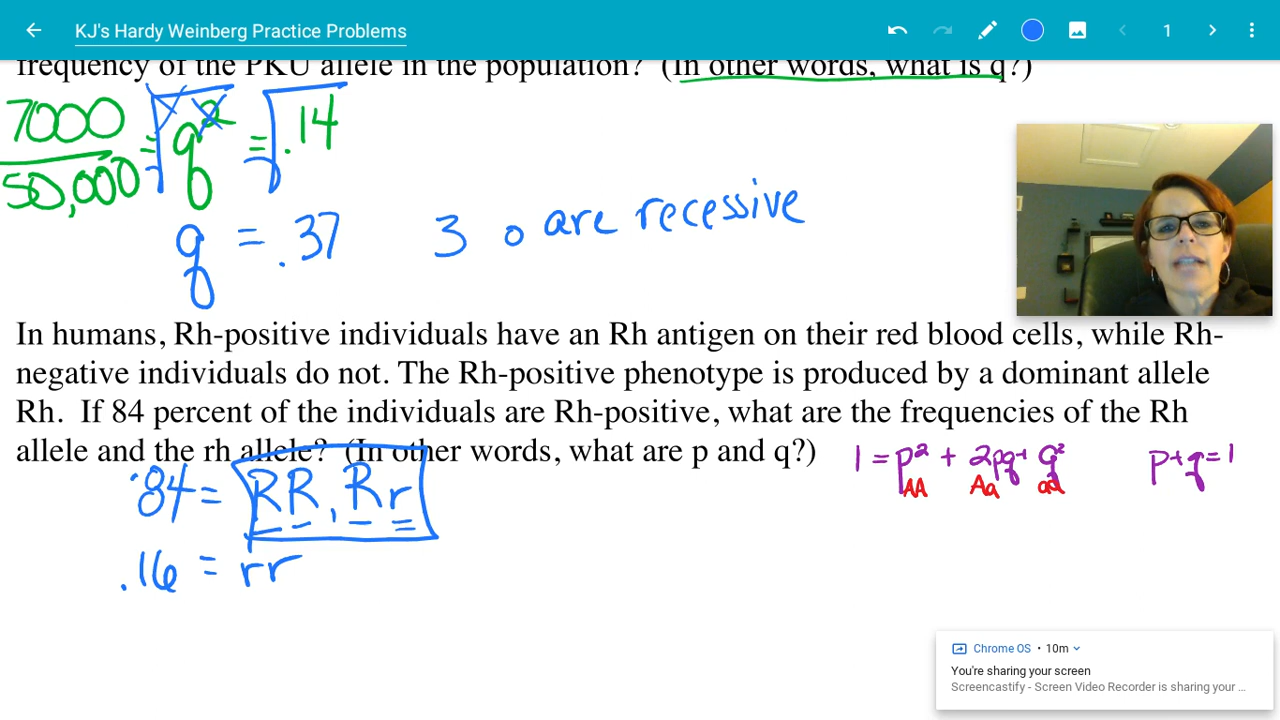 KJ's Hardy Weinberg Practice Problems
1
frequency of the PKU allele in the population? (In other words, what is q?)
7000/50,000 = √q² = √.14
q = .37 3 o are recessive
In humans, Rh-positive individuals have an Rh antigen on their red blood cells, while Rh-
negative individuals do not. The Rh-positive phenotype is produced by a dominant allele
Rh. If 84 percent of the individuals are Rh-positive, what are the frequencies of the Rh
allele and the rh allele? (In other words, what are p and q?)
1 = p² + 2pq + q² p+q=1
AA Aa aa
.84 = RR, Rr
.16 = rr
Chrome OS • 10m
You're sharing your screen
Screencastify - Screen Video Recorder is sharing your ...